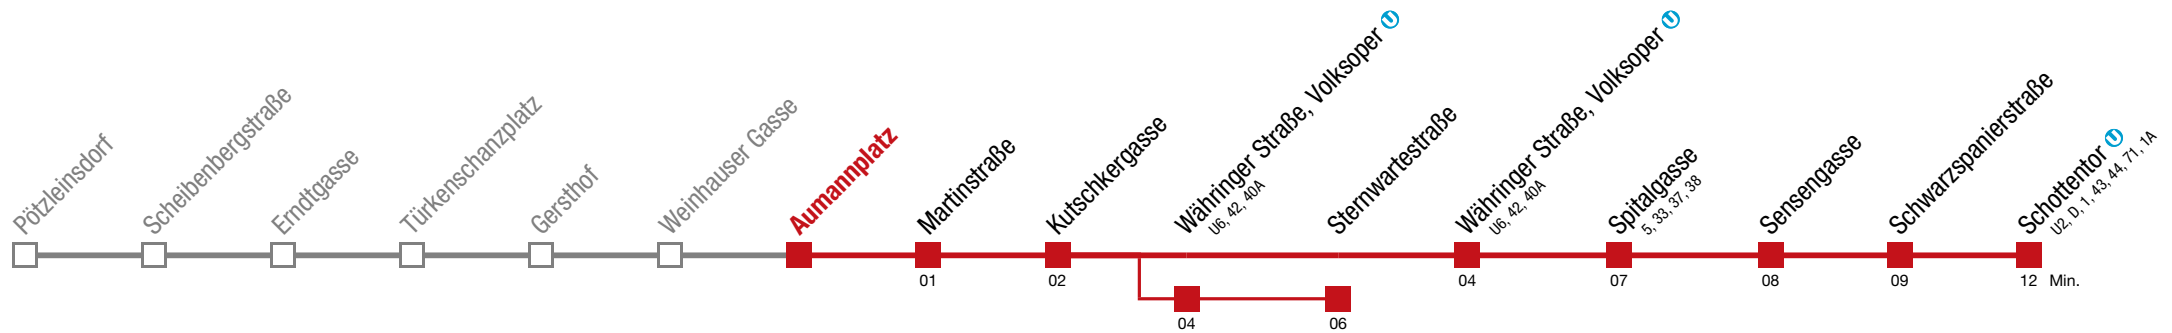 Pötzleinsdorf
Scheibenbergstraße
Erndtgasse
Türkenschanzplatz
Gersthof
Weinhauser Gasse
Aumannplatz
Martinstraße
01
Kutschkergasse
02
Währinger Straße, Volksoper U
U6, 42, 40A
04
Sternwartestraße
06
Währinger Straße, Volksoper U
U6, 42, 40A
04
Spitalgasse
5, 33, 37, 38
07
Sensengasse
08
Schwarzspanierstraße
09
Schottentor U
U2, D, 1, 43, 44, 71, 1A
12 Min.